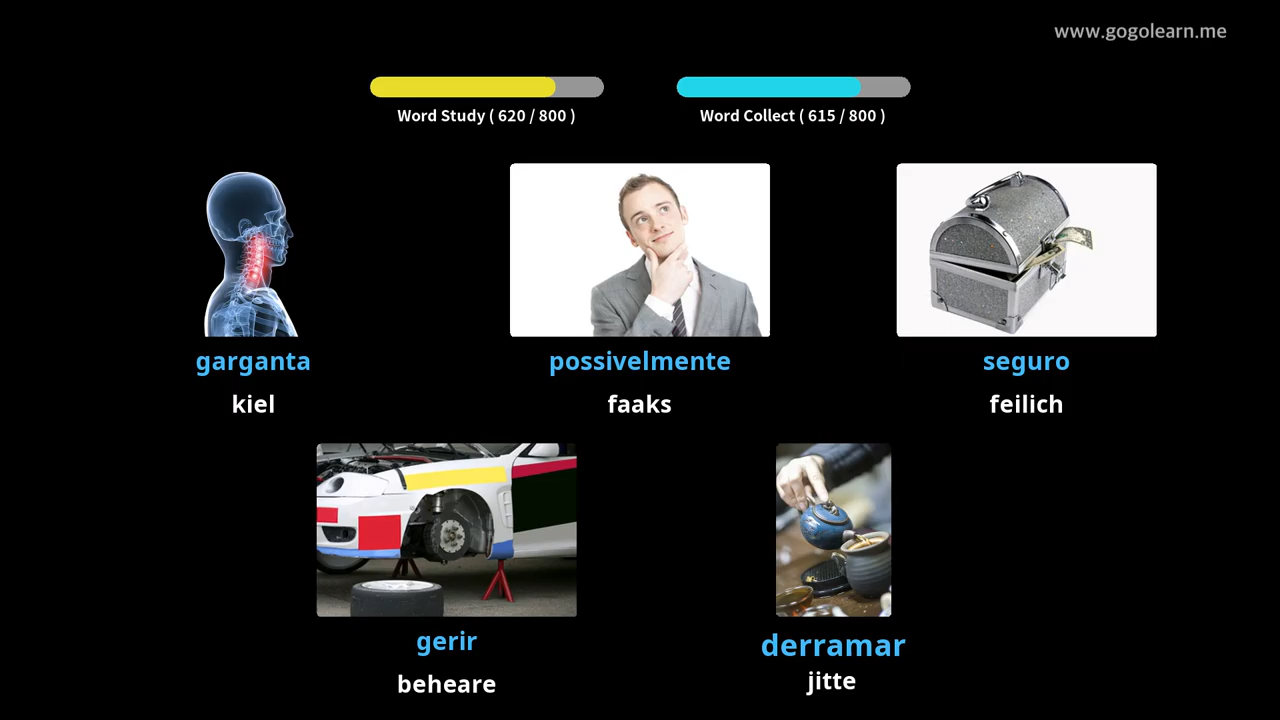 www.gogolearn.me
Word Study ( 620 / 800 )
Word Collect ( 615 / 800 )
garganta
kiel
possivelmente
faaks
seguro
feilich
gerir
beheare
derramar
jitte